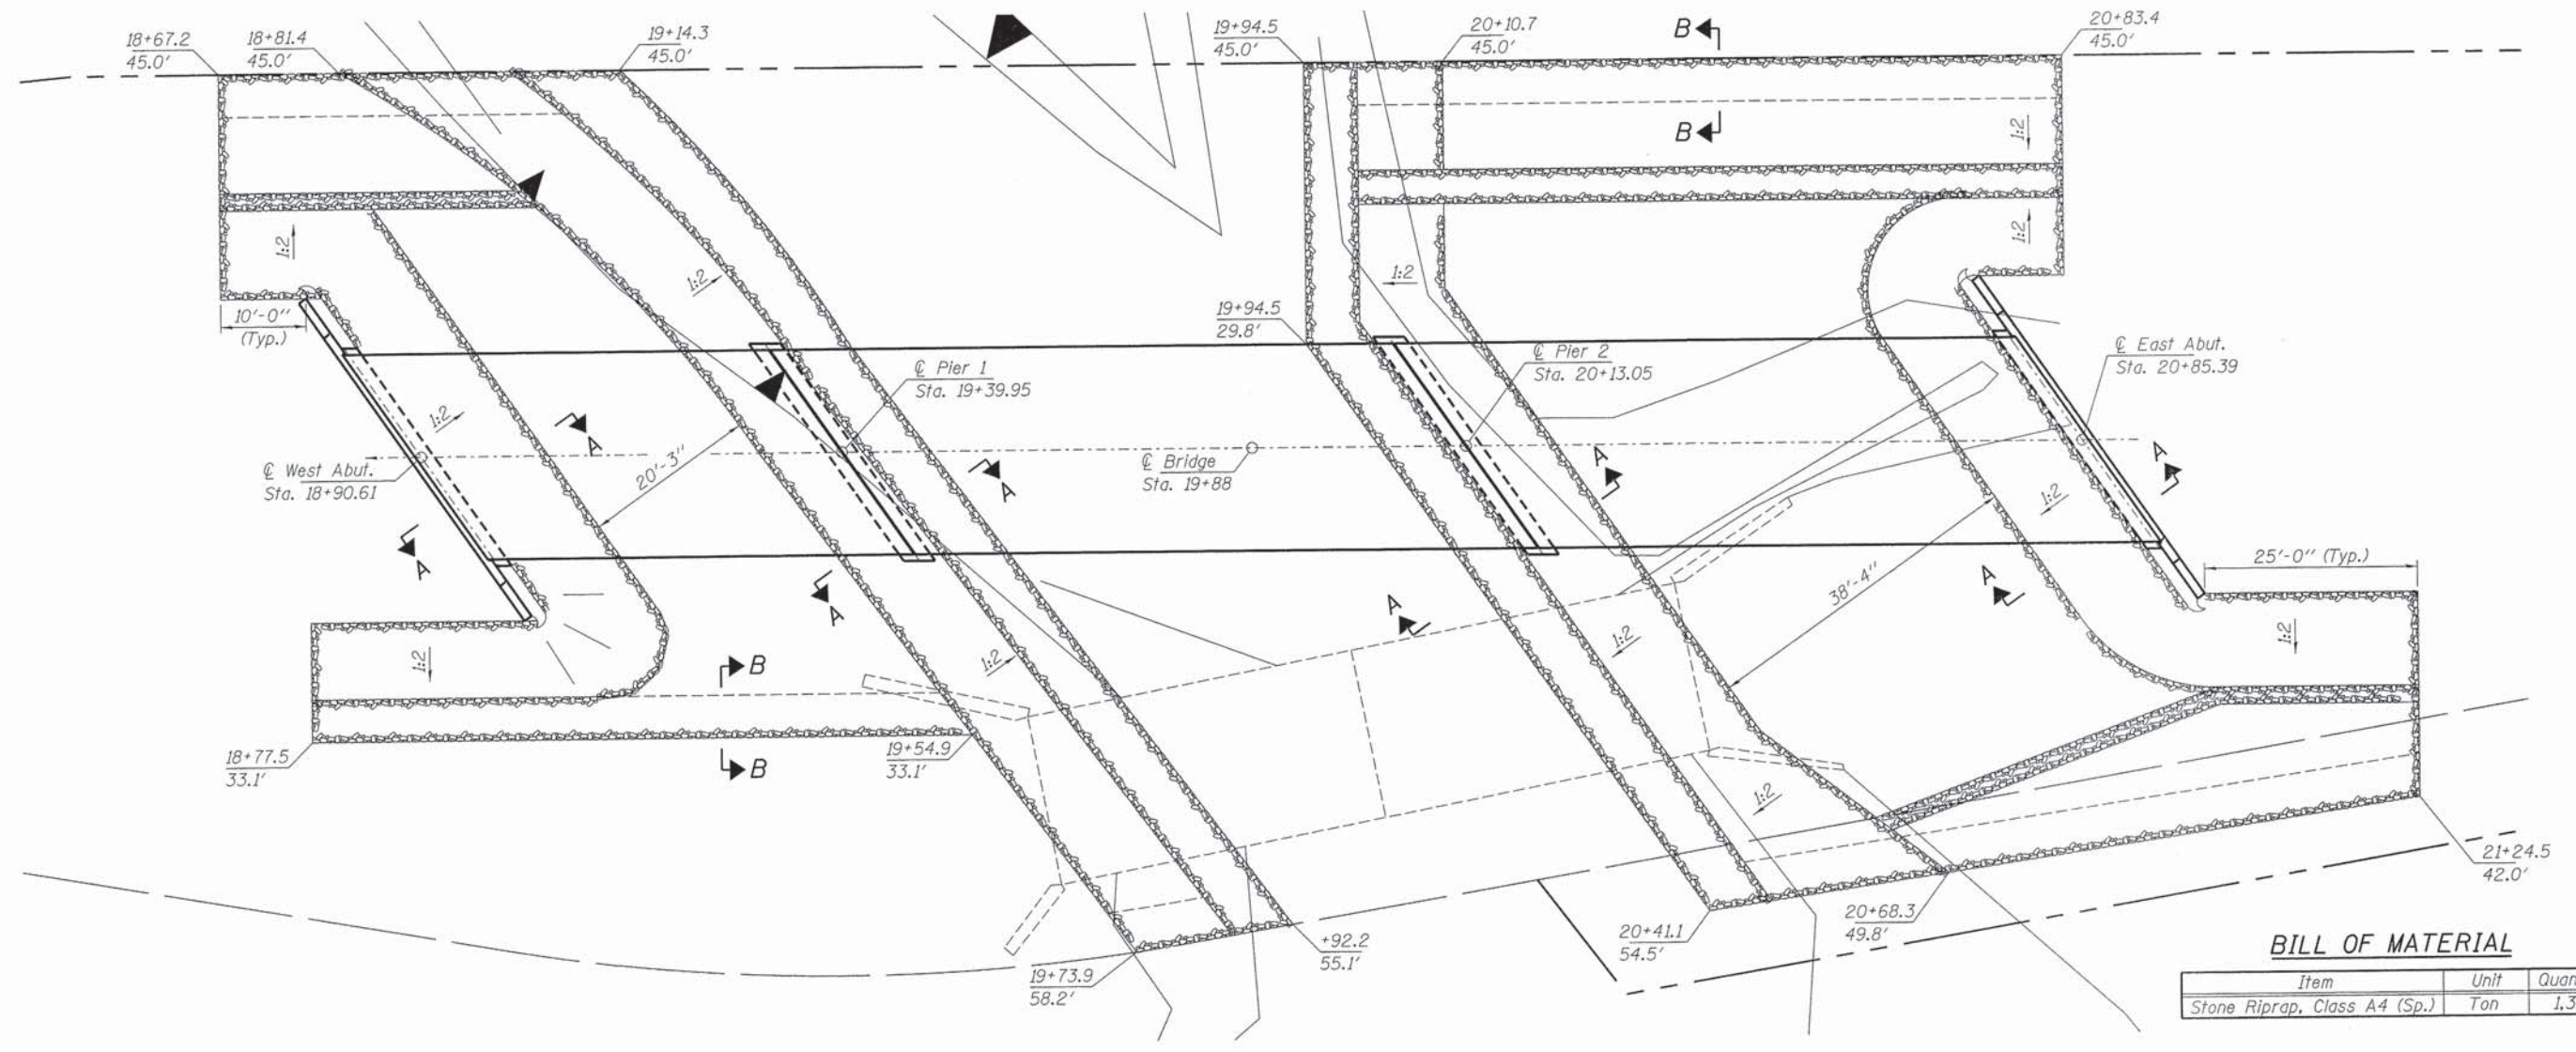 18+67.2
45.0'
18+81.4
45.0'
19+14.3
45.0'
19+94.5
45.0'
20+10.7
45.0'
B
20+83.4
45.0'
B
1:2
1:2
1:2
1:2
1:2
10'-0"
(Typ.)
19+94.5
29.8'
℄ Pier 1
Sta. 19+39.95
℄ Pier 2
Sta. 20+13.05
℄ East Abut.
Sta. 20+85.39
1:2
A
℄ West Abut.
Sta. 18+90.61
20'-3"
A
℄ Bridge
Sta. 19+88
A
A
1:2
A
A
A
A
38'-4"
25'-0" (Typ.)
1:2
1:2
1:2
1:2
B
B
18+77.5
33.1'
19+54.9
33.1'
1:2
19+73.9
58.2'
+92.2
55.1'
20+41.1
54.5'
20+68.3
49.8'
21+24.5
42.0'
BILL OF MATERIAL
Item Unit
Stone Riprap, Class A4 (Sp.) Ton